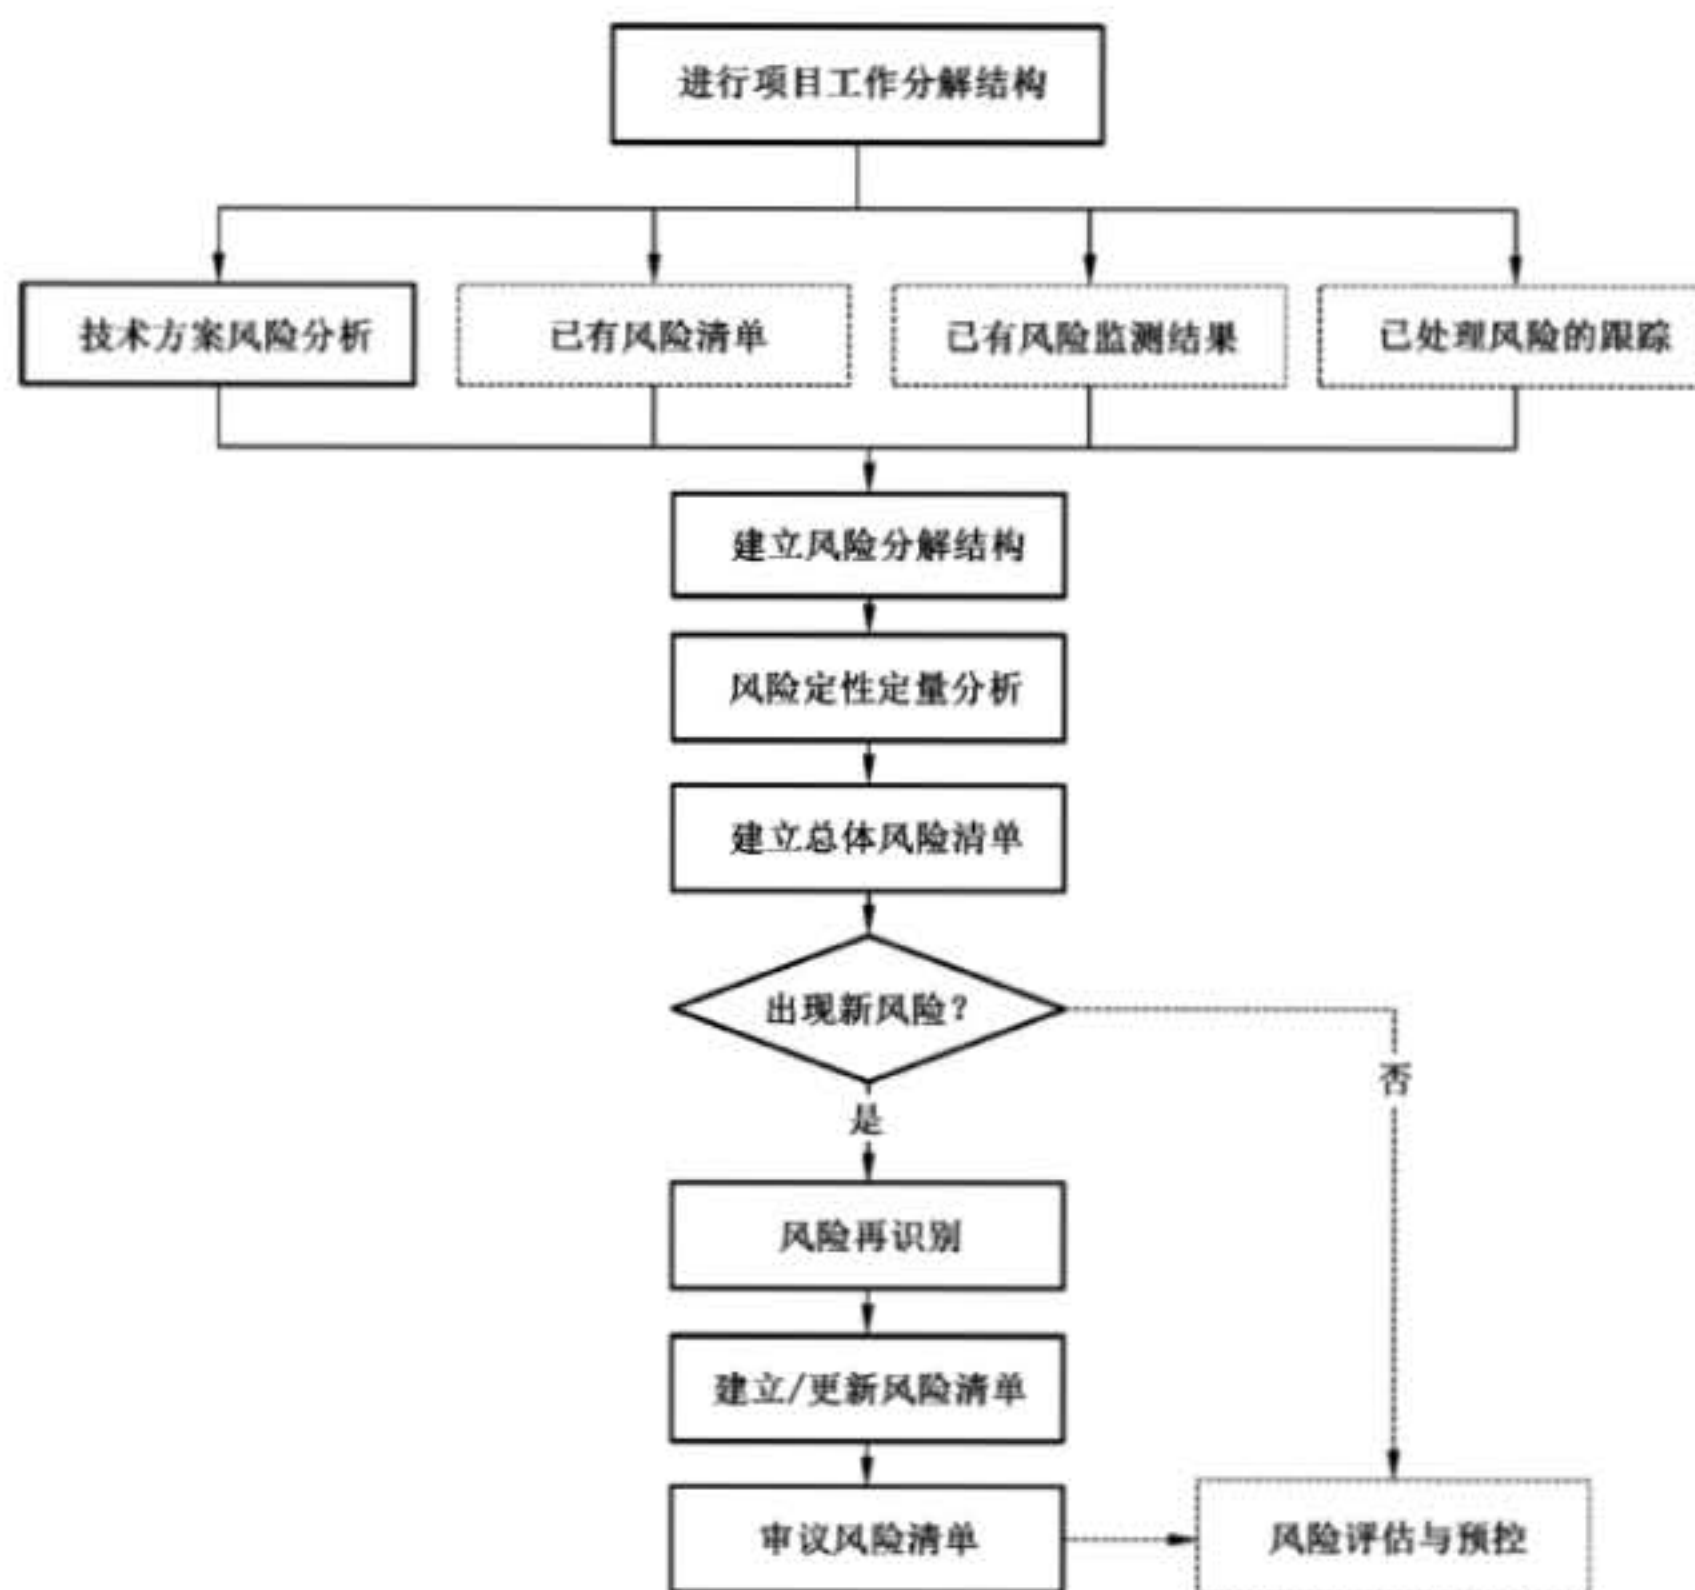 进行项目工作分解结构
技术方案风险分析
已有风险清单
已有风险监测结果
已处理风险的跟踪
建立风险分解结构
风险定性定量分析
建立总体风险清单
出现新风险？
否
是
风险再识别
建立/更新风险清单
审议风险清单
风险评估与预控